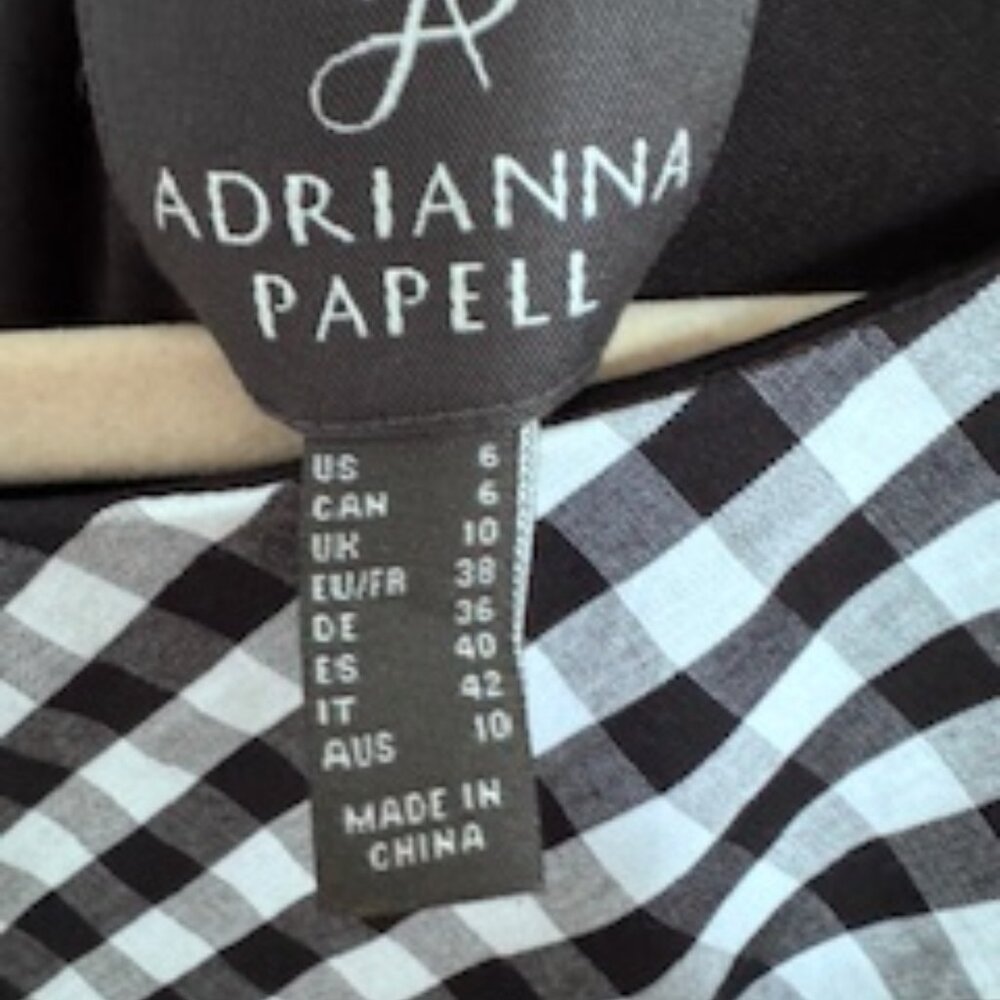 A
ADRIANNA
PAPELL
US 6
CAN 6
UK 10
EU/FR 38
DE 36
ES 40
IT 42
AUS 10
MADE IN
CHINA